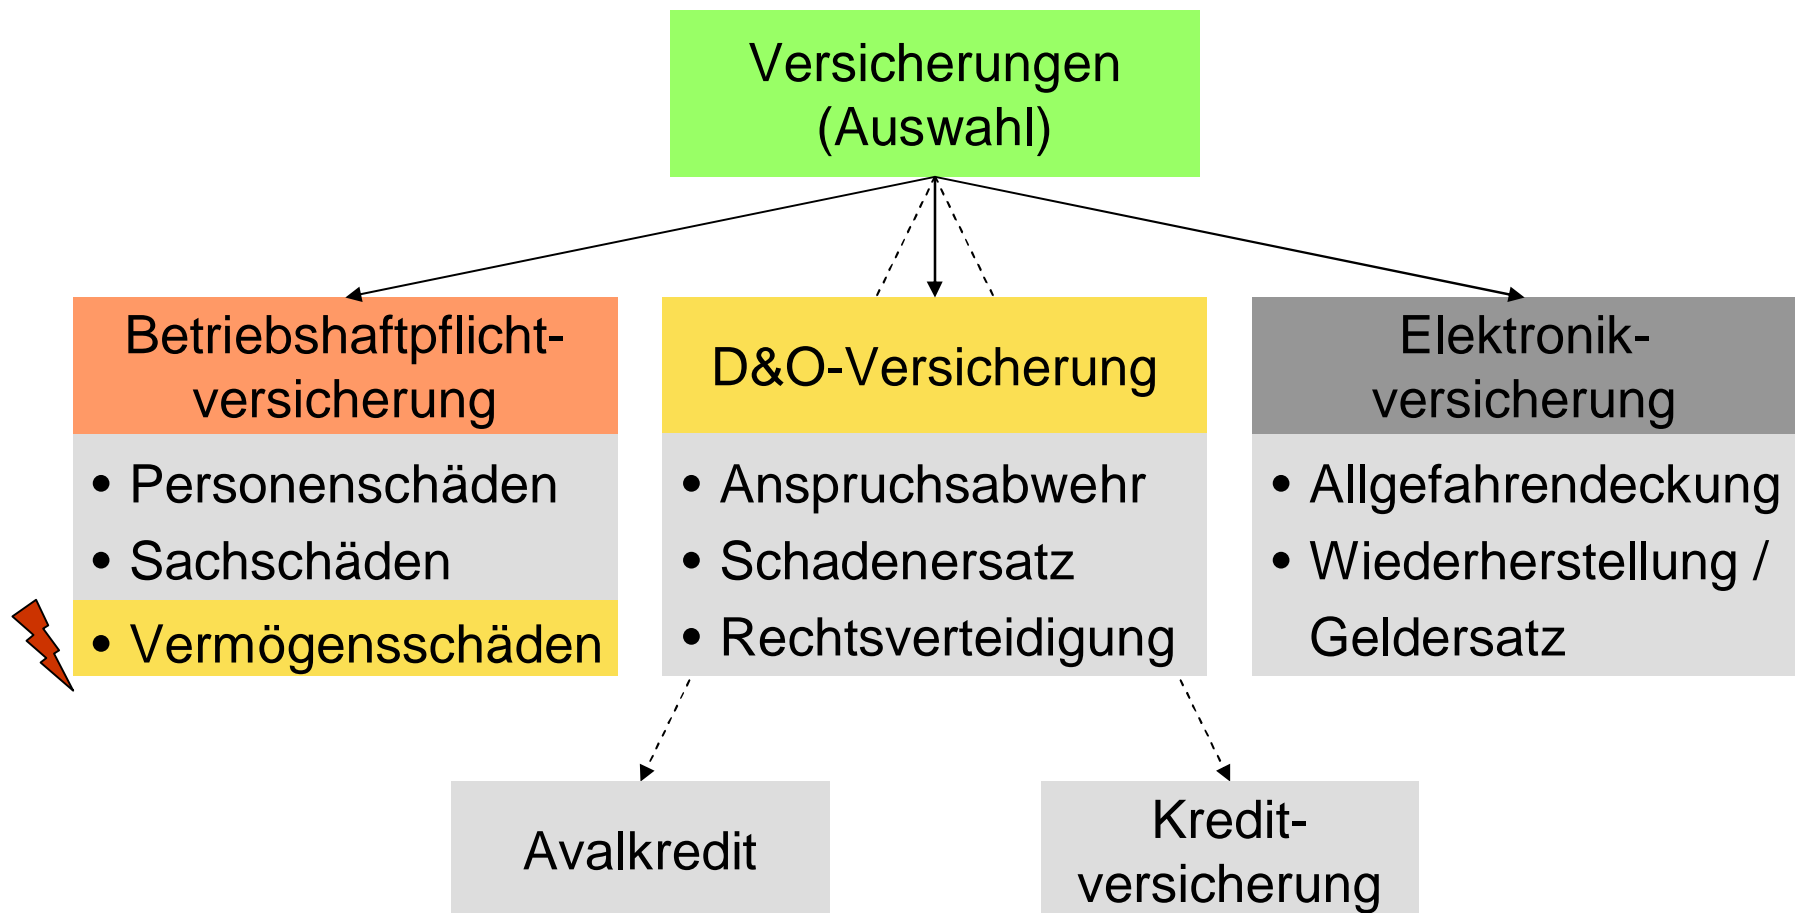 Versicherungen
(Auswahl)
Betriebshaftpflicht-
versicherung
• Personenschäden
• Sachschäden
• Vermögensschäden
D&O-Versicherung
• Anspruchsabwehr
• Schadenersatz
• Rechtsverteidigung
Elektronik-
versicherung
• Allgefahrendeckung
• Wiederherstellung /
Geldersatz
Avalkredit
Kredit-
versicherung